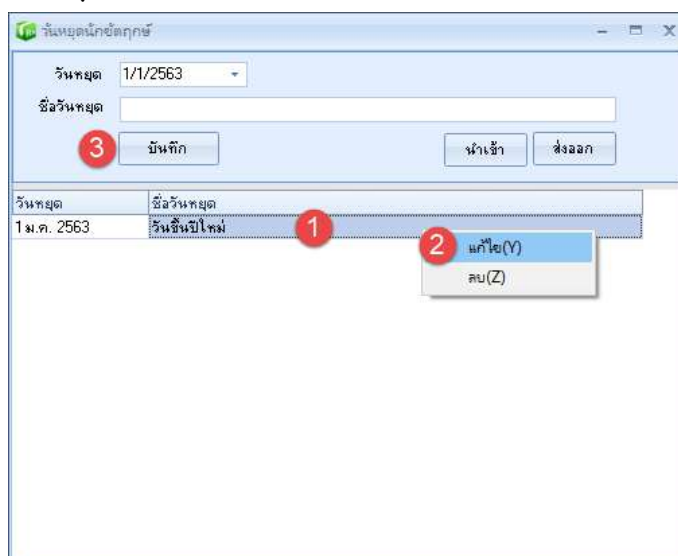 วันหยุดนักขัตฤกษ์
วันหยุด 1/1/2563
ชื่อวันหยุด
3 บันทึก นำเข้า ส่งออก
วันหยุด ชื่อวันหยุด
1 ม.ค. 2563 วันขึ้นปีใหม่ 1
2 แก้ไข(Y)
ลบ(Z)